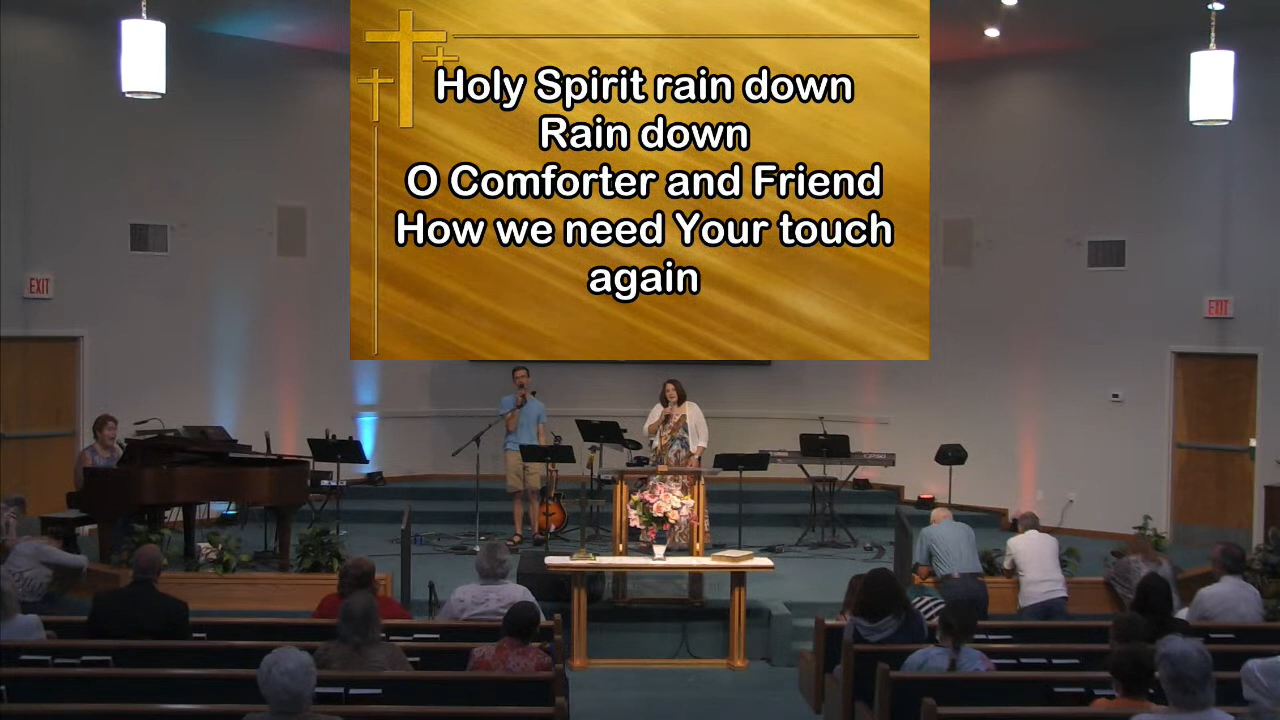 Holy Spirit rain down
Rain down
O Comforter and Friend
How we need Your touch
again
EXIT
EXIT